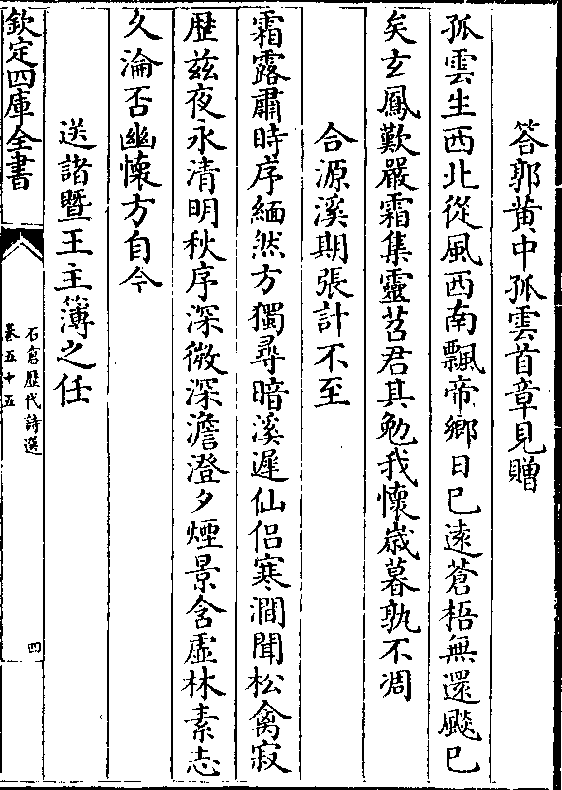 答郭黄中孤雲首章見贈
孤雲生西北從風西南飄帝鄉日已逺蒼梧無還飈已
矣玄鳳歎嚴霜集靈苕君其勉我懷嵗暮孰不凋
合源溪期張計不至
霜露肅時序緬然方獨尋暗溪遲仙侣寒澗聞松禽寂
歴兹夜永清明秋序深微深澹澄夕煙景含虚林素志
久淪否幽懷方自今
送諸暨王主簿之任
欽定四庫全書
石倉歴代詩選
卷五十五
四